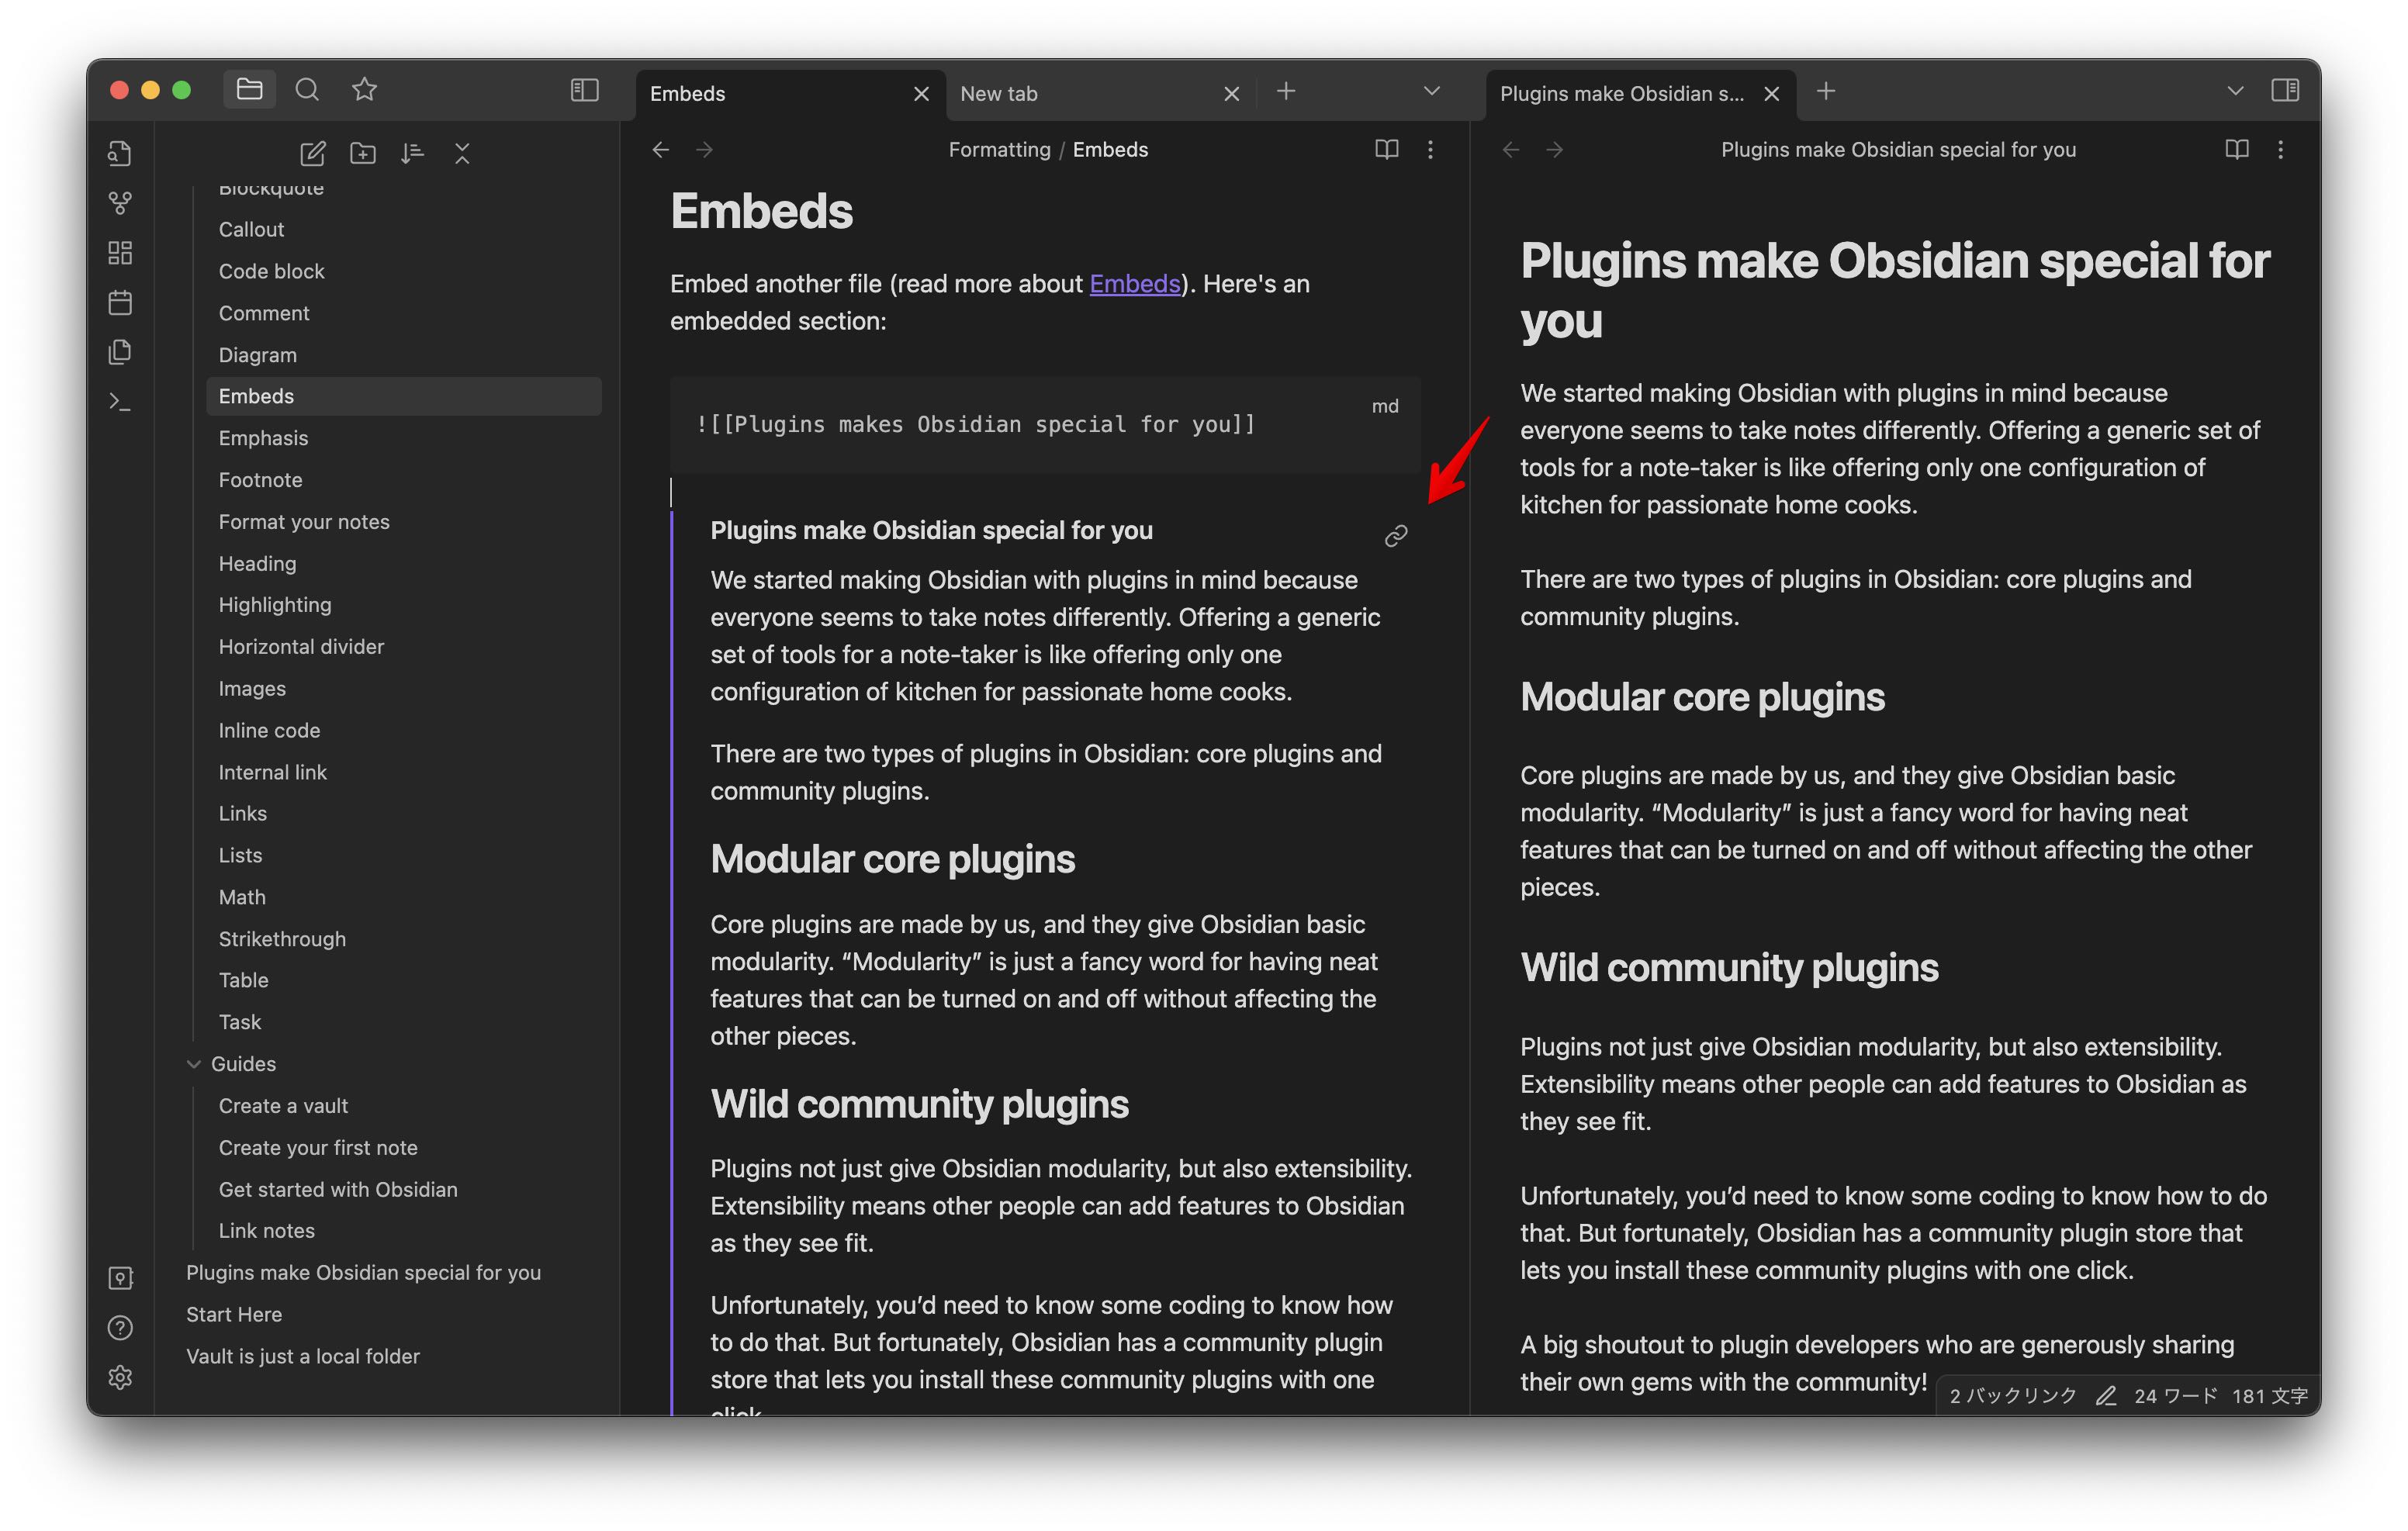 Embeds
New tab
Plugins make Obsidian s...
Blockquote
Callout
Code block
Comment
Diagram
Embeds
Emphasis
Footnote
Format your notes
Heading
Highlighting
Horizontal divider
Images
Inline code
Internal link
Links
Lists
Math
Strikethrough
Table
Task
Guides
Create a vault
Create your first note
Get started with Obsidian
Link notes
Plugins make Obsidian special for you
Start Here
Vault is just a local folder
Formatting / Embeds
Embeds
Embed another file (read more about Embeds). Here's an
embedded section:
md
![[Plugins makes Obsidian special for you]]
Plugins make Obsidian special for you
We started making Obsidian with plugins in mind because
everyone seems to take notes differently. Offering a generic
set of tools for a note-taker is like offering only one
configuration of kitchen for passionate home cooks.
There are two types of plugins in Obsidian: core plugins and
community plugins.
Modular core plugins
Core plugins are made by us, and they give Obsidian basic
modularity. “Modularity” is just a fancy word for having neat
features that can be turned on and off without affecting the
other pieces.
Wild community plugins
Plugins not just give Obsidian modularity, but also extensibility.
Extensibility means other people can add features to Obsidian
as they see fit.
Unfortunately, you’d need to know some coding to know how
to do that. But fortunately, Obsidian has a community plugin
store that lets you install these community plugins with one
click.
Plugins make Obsidian special for you
Plugins make Obsidian special for
you
We started making Obsidian with plugins in mind because
everyone seems to take notes differently. Offering a generic set of
tools for a note-taker is like offering only one configuration of
kitchen for passionate home cooks.
There are two types of plugins in Obsidian: core plugins and
community plugins.
Modular core plugins
Core plugins are made by us, and they give Obsidian basic
modularity. “Modularity” is just a fancy word for having neat
features that can be turned on and off without affecting the other
pieces.
Wild community plugins
Plugins not just give Obsidian modularity, but also extensibility.
Extensibility means other people can add features to Obsidian as
they see fit.
Unfortunately, you’d need to know some coding to know how to do
that. But fortunately, Obsidian has a community plugin store that
lets you install these community plugins with one click.
A big shoutout to plugin developers who are generously sharing
their own gems with the community!
2 バックリンク 24 ワード 181 文字